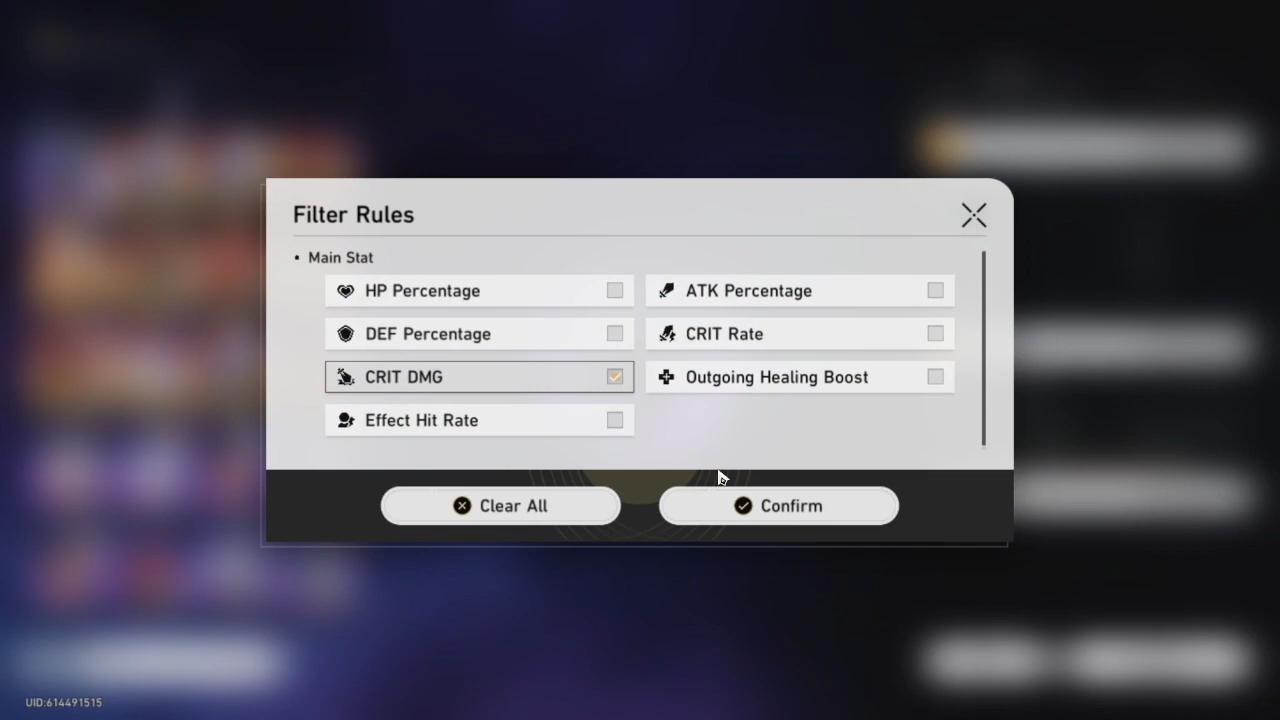 Filter Rules
• Main Stat
HP Percentage
ATK Percentage
DEF Percentage
CRIT Rate
CRIT DMG
Outgoing Healing Boost
Effect Hit Rate
Clear All
Confirm
UID:614491515